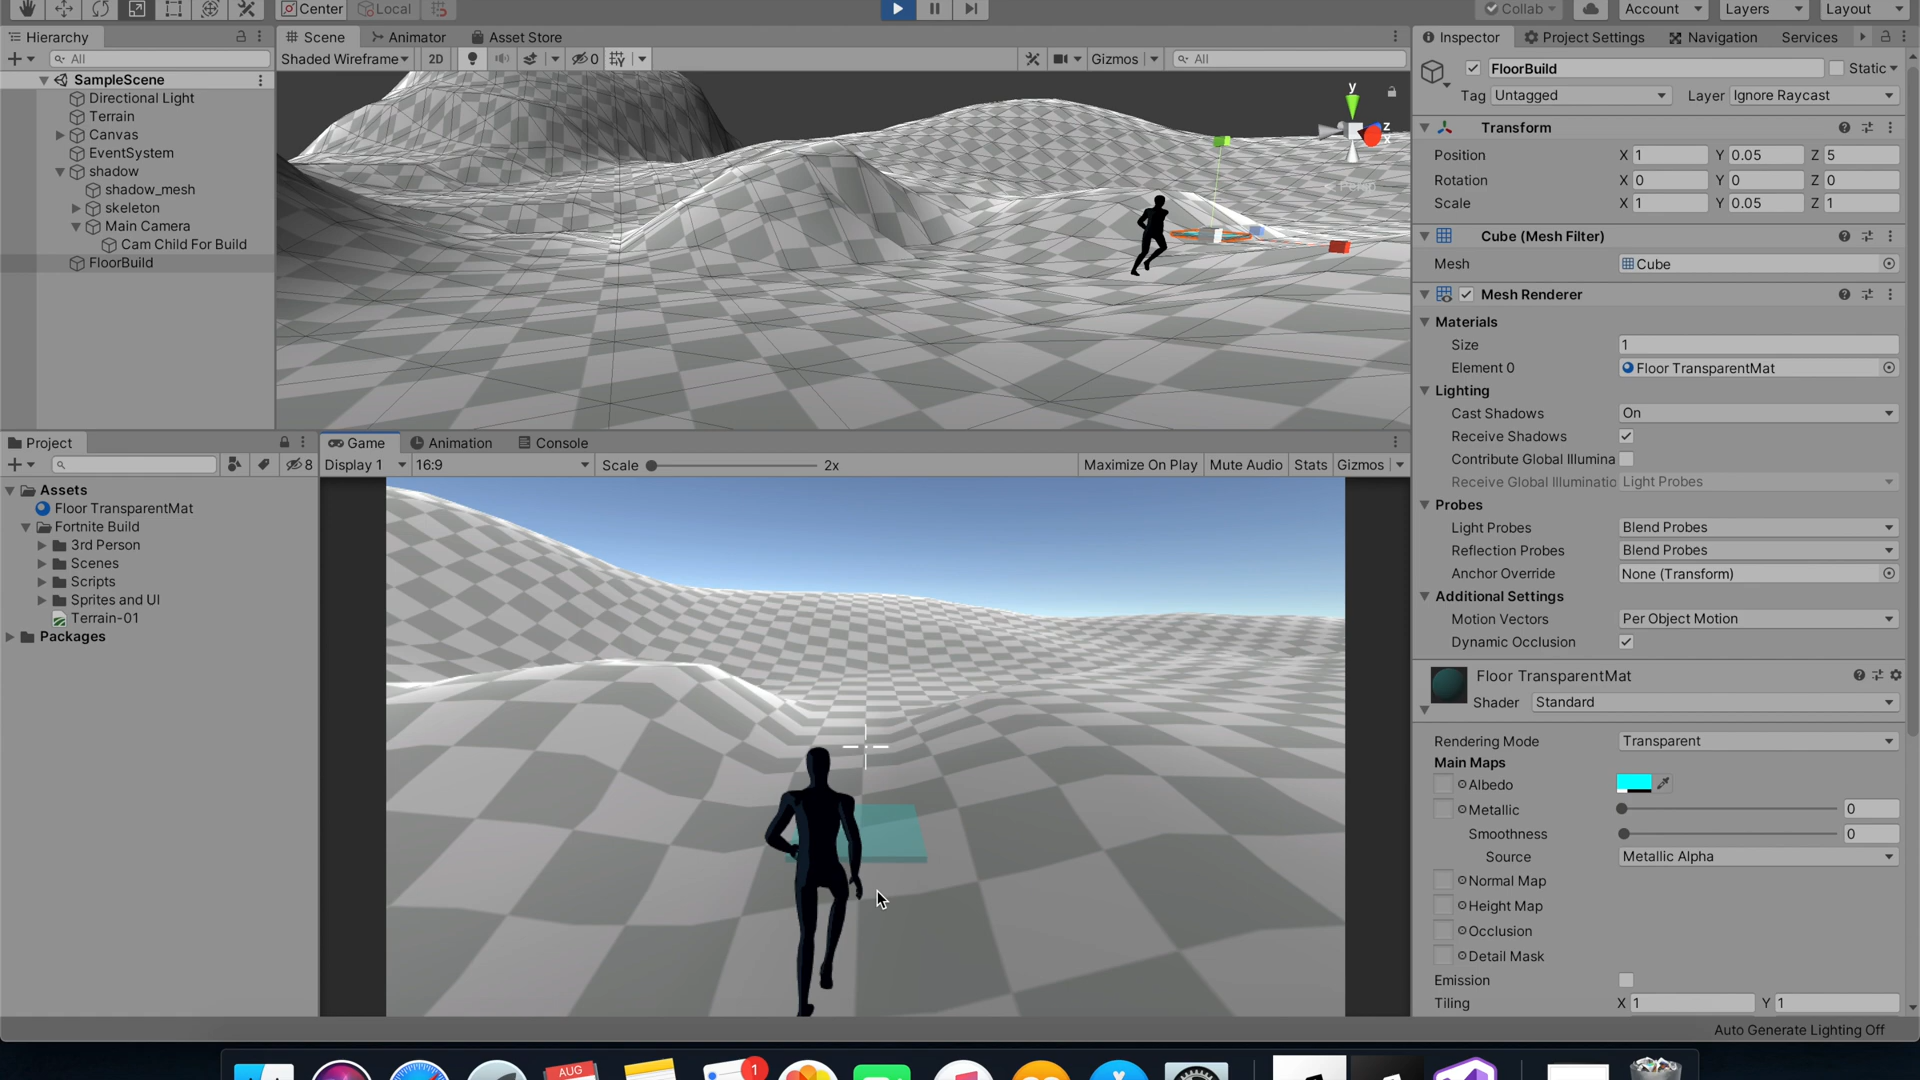 Center Local Collab Account Layers Layout
Hierarchy Scene Animator Asset Store Inspector Project Settings Navigation Services
All Shaded Wireframe 2D 0 Gizmos All FloorBuild Static
SampleScene
Directional Light
Terrain
Canvas
EventSystem
shadow
shadow_mesh
skeleton
Main Camera
Cam Child For Build
FloorBuild
y
z
x
Persp
Tag Untagged Layer Ignore Raycast
Transform
Position X 1 Y 0.05 Z 5
Rotation X 0 Y 0 Z 0
Scale X 1 Y 0.05 Z 1
Cube (Mesh Filter)
Mesh Cube
Mesh Renderer
Materials
Size 1
Element 0 Floor TransparentMat
Lighting
Cast Shadows On
Receive Shadows
Contribute Global Illumina
Receive Global Illuminatio Light Probes
Probes
Light Probes Blend Probes
Reflection Probes Blend Probes
Anchor Override None (Transform)
Additional Settings
Motion Vectors Per Object Motion
Dynamic Occlusion
Floor TransparentMat
Shader Standard
Rendering Mode Transparent
Main Maps
Albedo
Metallic 0
Smoothness 0
Source Metallic Alpha
Normal Map
Height Map
Occlusion
Detail Mask
Emission
Tiling X 1 Y 1
Project Game Animation Console
8 Display 1 16:9 Scale 2x Maximize On Play Mute Audio Stats Gizmos
Assets
Floor TransparentMat
Fortnite Build
3rd Person
Scenes
Scripts
Sprites and UI
Terrain-01
Packages
Auto Generate Lighting Off
AUG 1